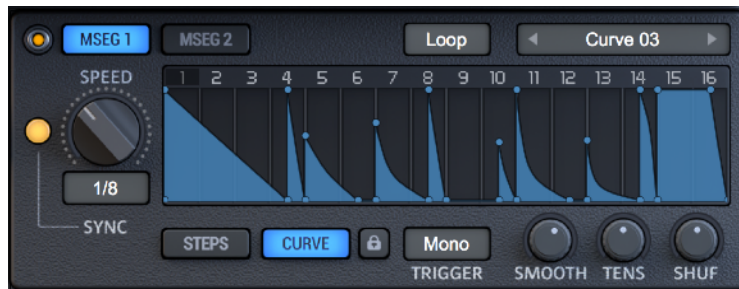 MSEG 1 MSEG 2 Loop Curve 03
SPEED
1 2 3 4 5 6 7 8 9 10 11 12 13 14 15 16
1/8
SYNC
STEPS CURVE Mono
TRIGGER SMOOTH TENS SHUF